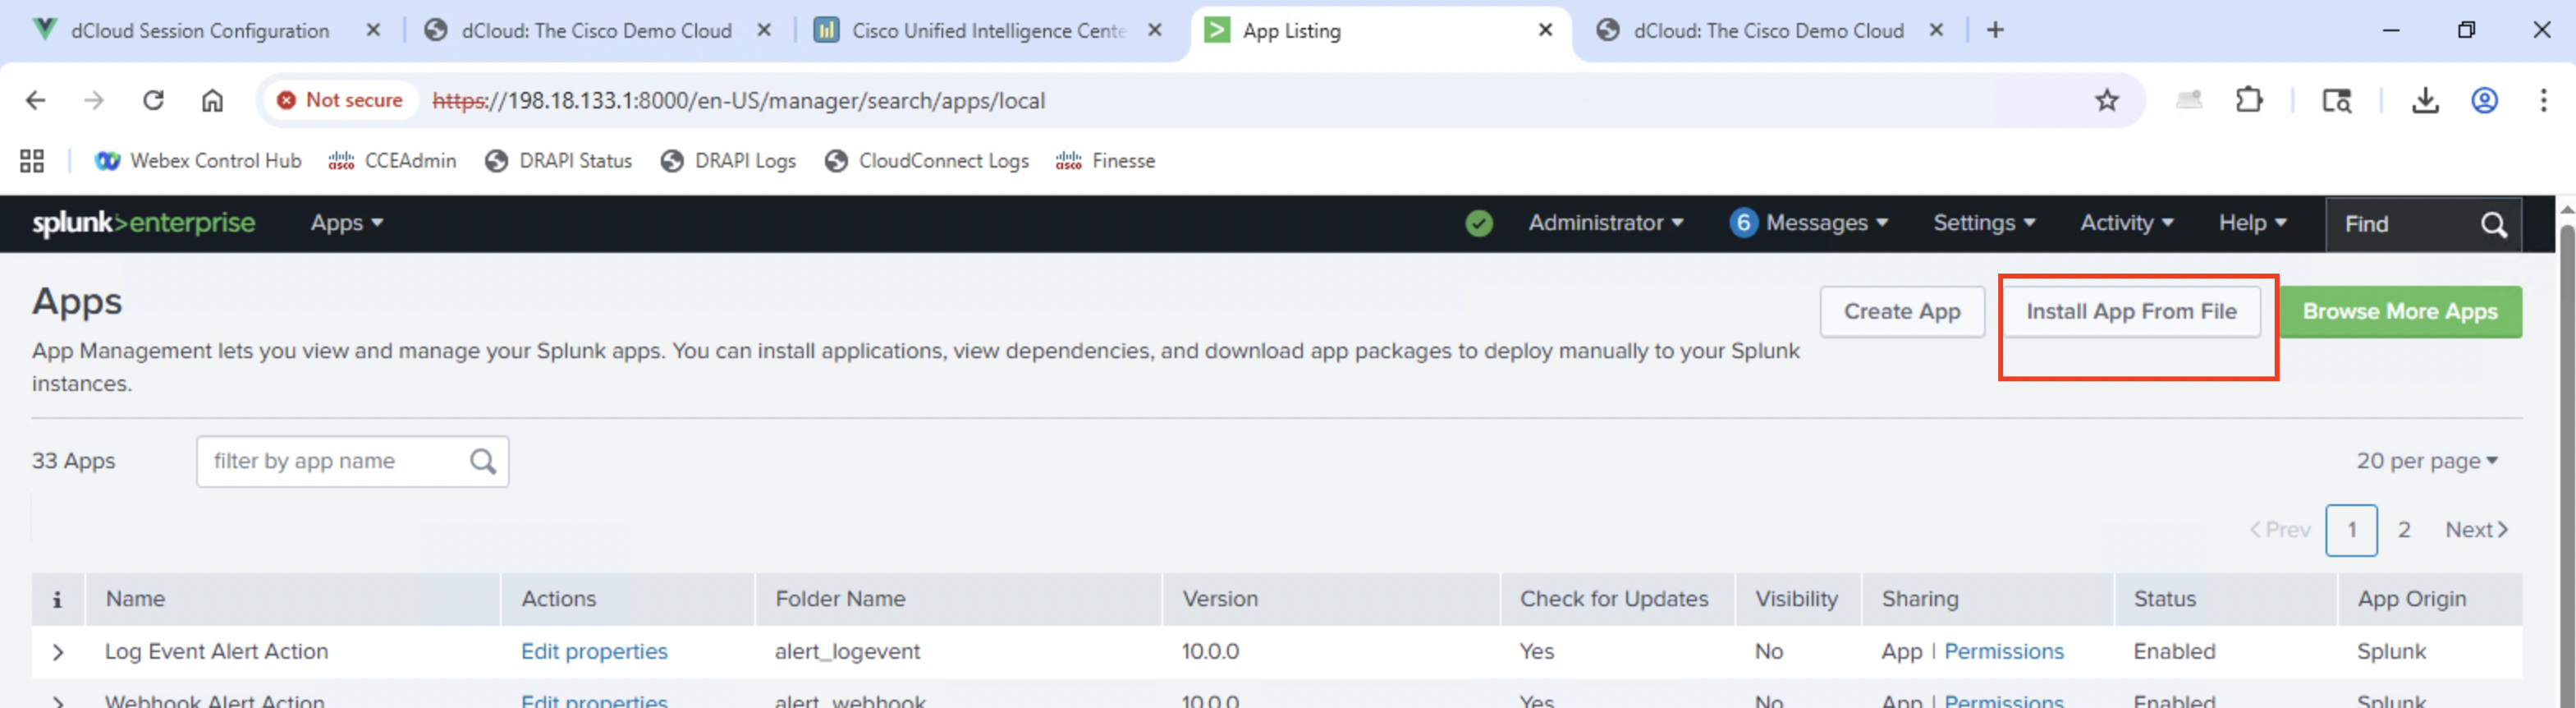 dCloud Session Configuration
dCloud: The Cisco Demo Cloud
Cisco Unified Intelligence Cente
App Listing
dCloud: The Cisco Demo Cloud
Not secure https://198.18.133.1:8000/en-US/manager/search/apps/local
Webex Control Hub
cisco CCEAdmin
DRAPI Status
DRAPI Logs
CloudConnect Logs
cisco Finesse
splunk>enterprise Apps Administrator 6 Messages Settings Activity Help Find
Apps
Create App Install App From File Browse More Apps
App Management lets you view and manage your Splunk apps. You can install applications, view dependencies, and download app packages to deploy manually to your Splunk
instances.
33 Apps filter by app name 20 per page
< Prev 1 2 Next >
i Name Actions Folder Name Version Check for Updates Visibility Sharing Status App Origin
> Log Event Alert Action Edit properties alert_logevent 10.0.0 Yes No App | Permissions Enabled Splunk
> Webhook Alert Action Edit properties alert_webhook 10.0.0 Yes No App | Permissions Enabled Splunk